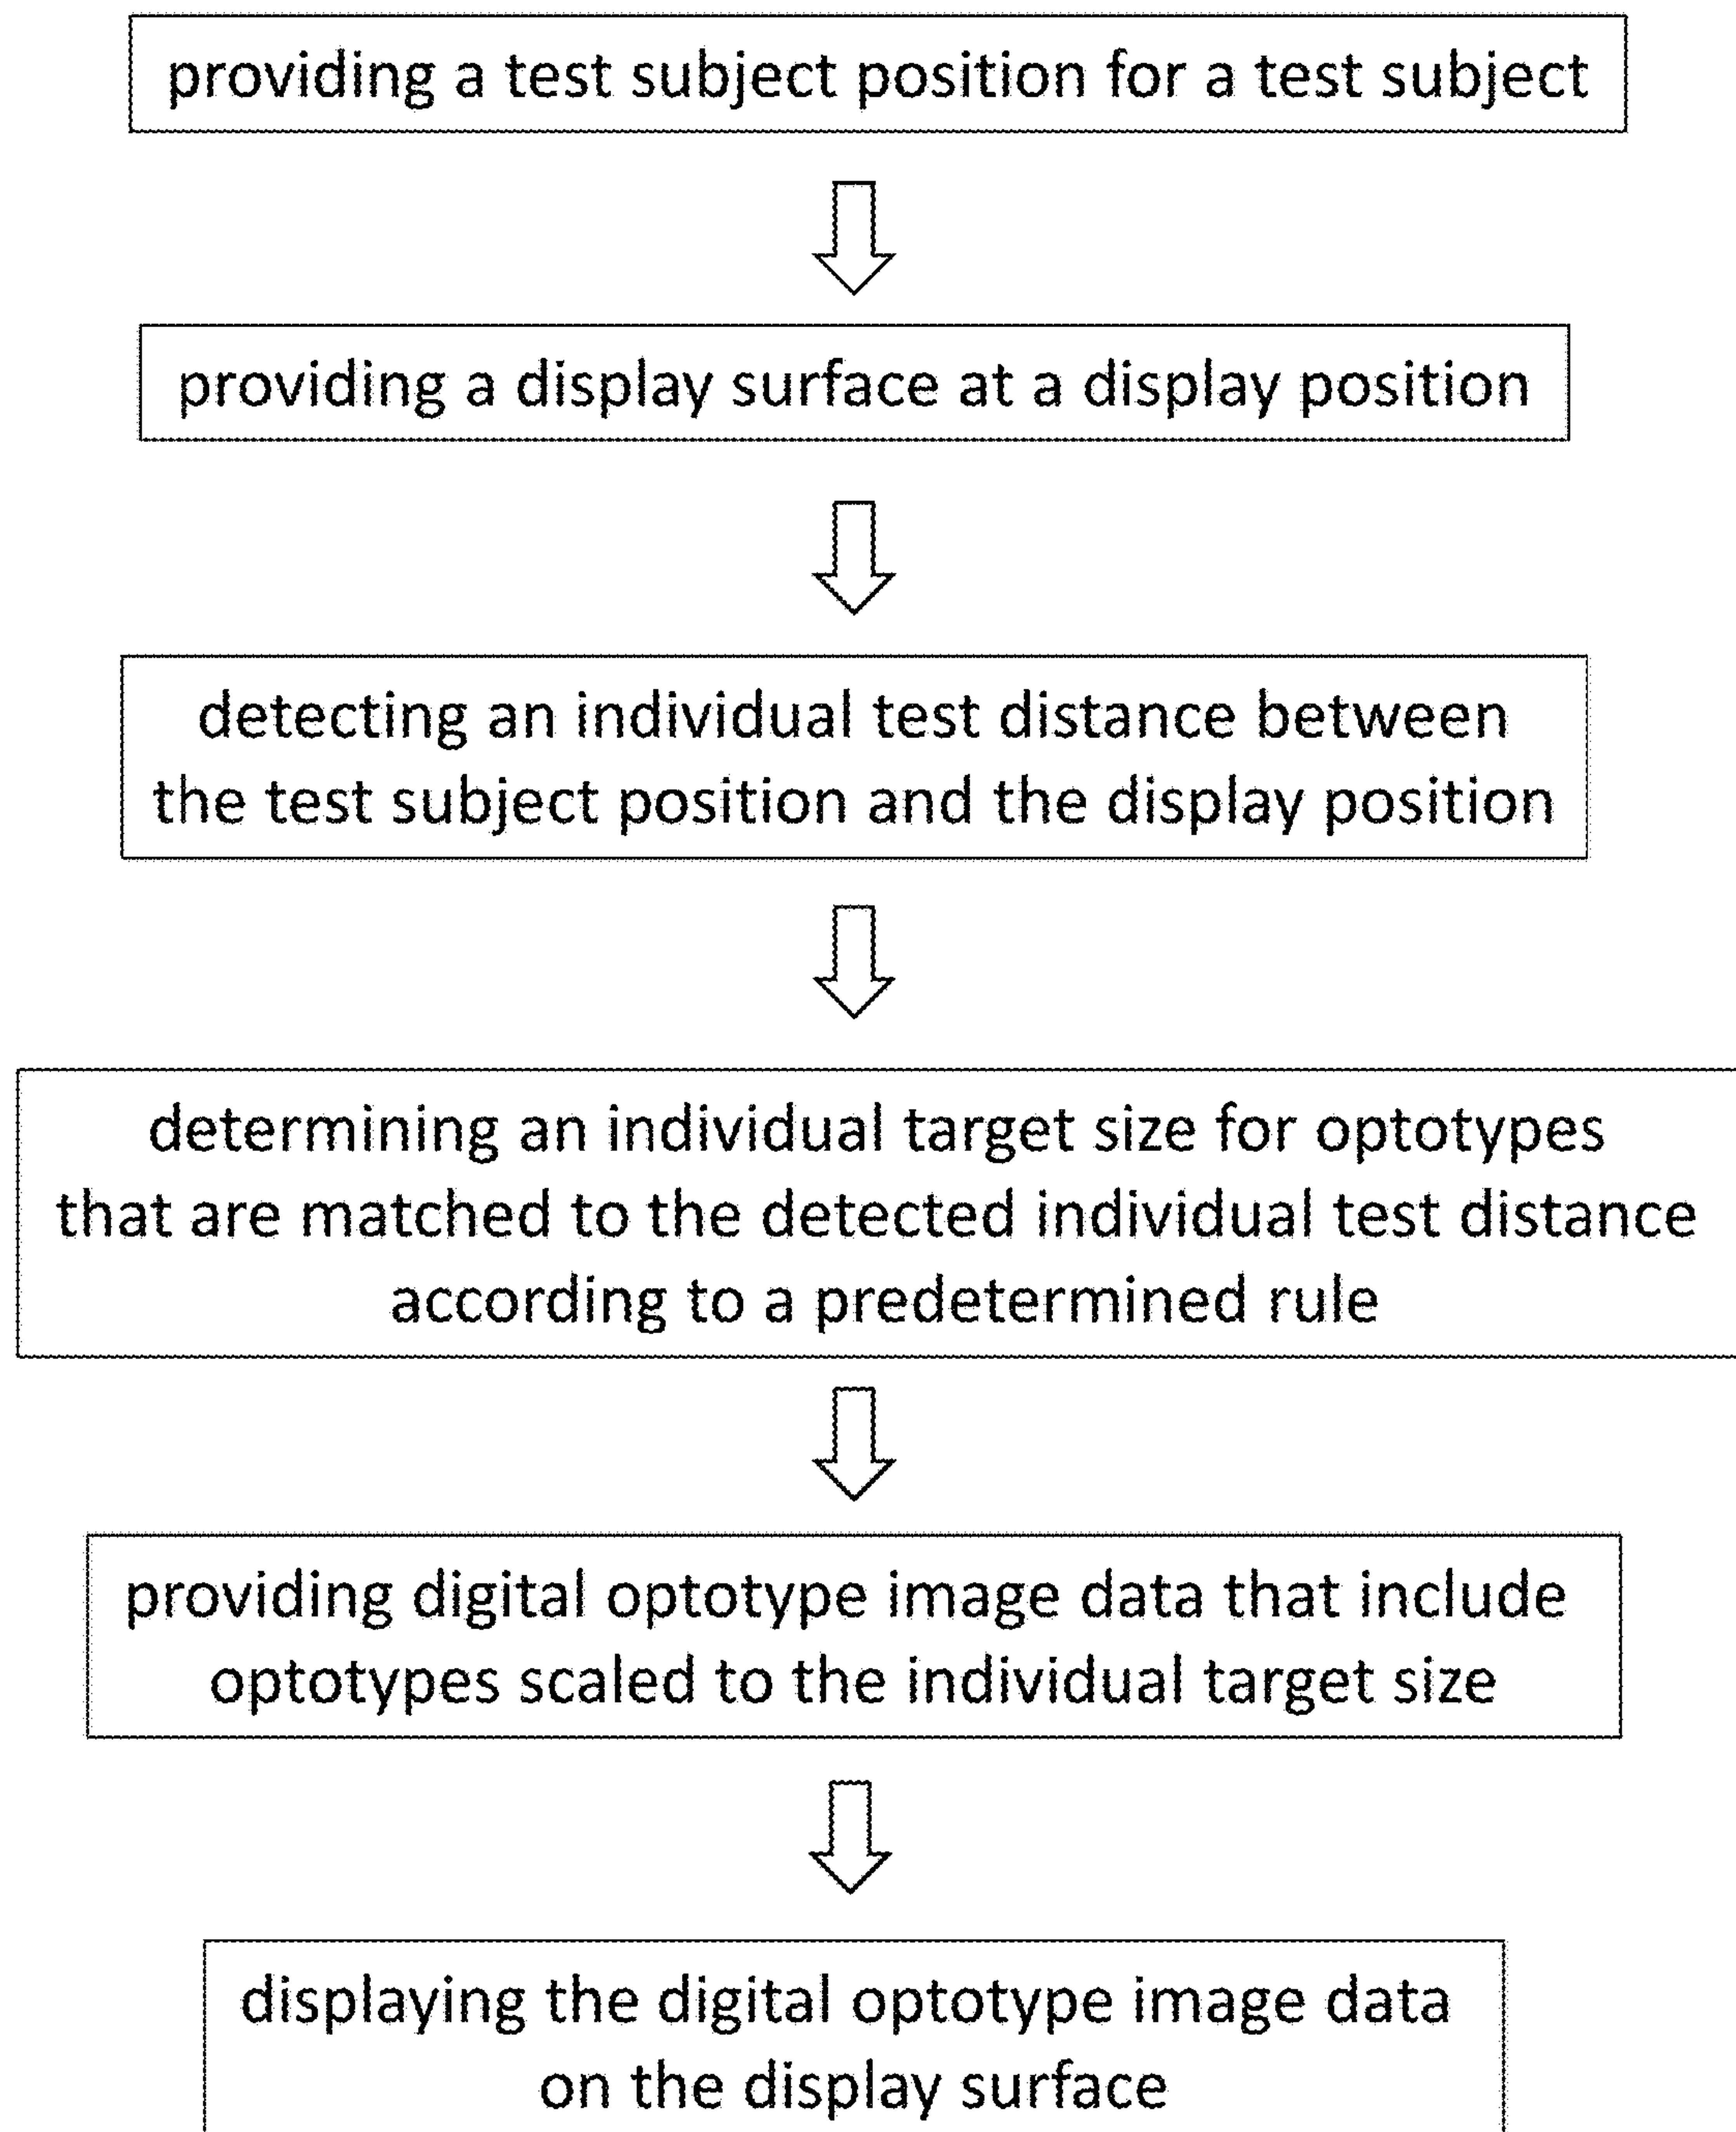 providing a test subject position for a test subject
providing a display surface at a display position
detecting an individual test distance between
the test subject position and the display position
determining an individual target size for optotypes
that are matched to the detected individual test distance
according to a predetermined rule
providing digital optotype image data that include
optotypes scaled to the individual target size
displaying the digital optotype image data
on the display surface